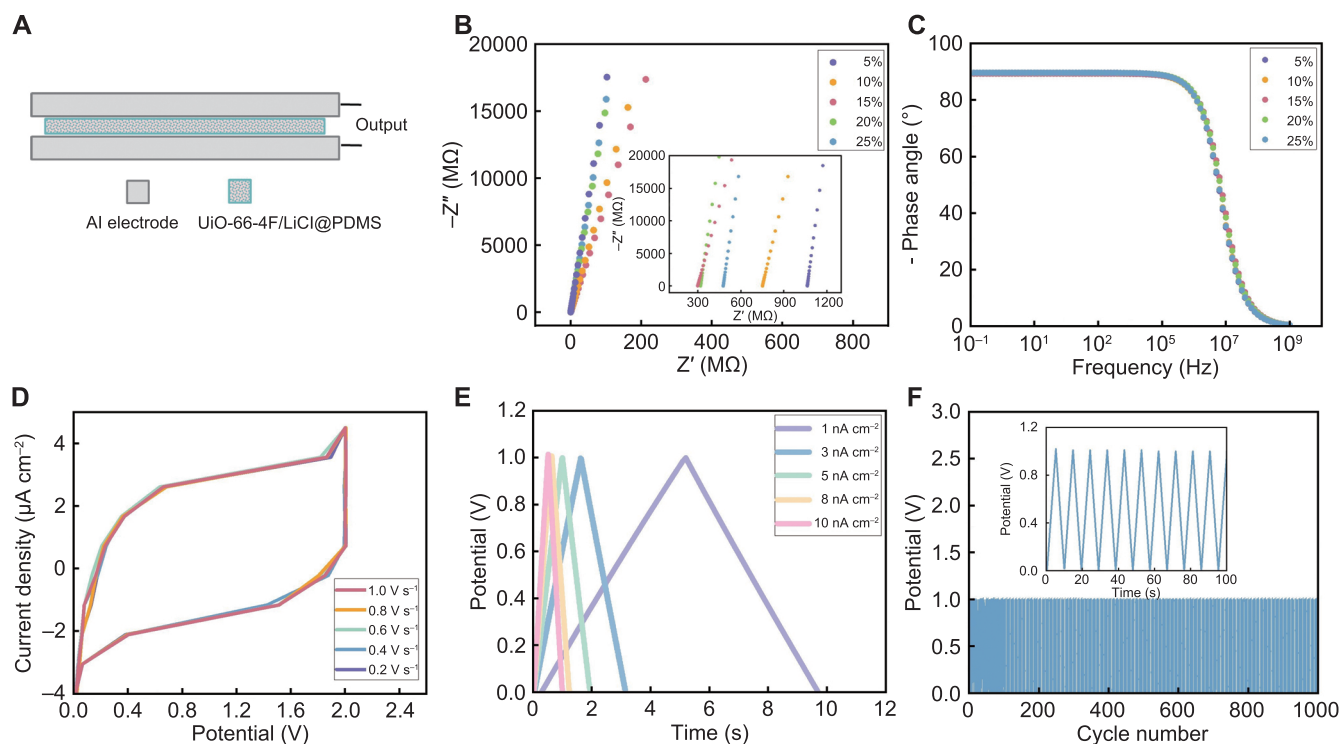 A
Output
Al electrode
UiO-66-4F/LiCl@PDMS
B
20000
15000
10000
5000
0
–Z″ (MΩ)
0
200
400
600
800
Z′ (MΩ)
5%
10%
15%
20%
25%
20000
16000
12000
8000
4000
0
–Z″ (MΩ)
300
600
900
1200
Z′ (MΩ)
C
100
80
60
40
20
0
- Phase angle (°)
10⁻¹
10¹
10²
10⁵
10⁷
10⁹
Frequency (Hz)
5%
10%
15%
20%
25%
D
4
2
0
–2
–4
Current density (μA cm⁻²)
0.0
0.4
0.8
1.2
1.6
2.0
2.4
Potential (V)
1.0 V s⁻¹
0.8 V s⁻¹
0.6 V s⁻¹
0.4 V s⁻¹
0.2 V s⁻¹
E
1.2
1.0
0.8
0.6
0.4
0.2
0.0
Potential (V)
0
2
4
6
8
10
12
Time (s)
1 nA cm⁻²
3 nA cm⁻²
5 nA cm⁻²
8 nA cm⁻²
10 nA cm⁻²
F
3.0
2.5
2.0
1.5
1.0
0.5
0.0
Potential (V)
0
200
400
600
800
1000
Cycle number
1.2
0.8
0.4
0.0
Potential (V)
0
20
40
60
80
100
Time (s)